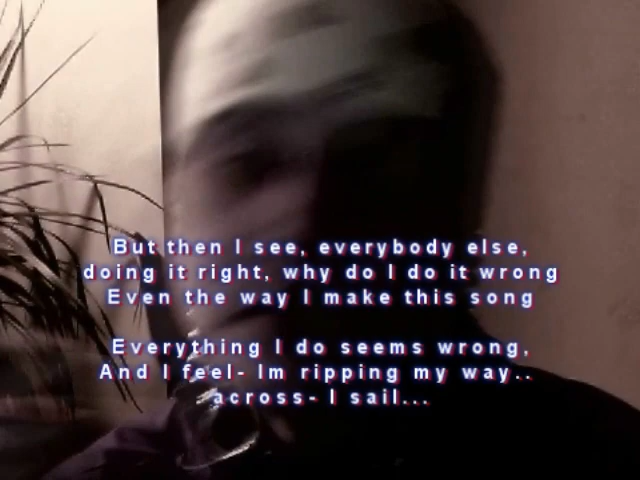 But then I see, everybody else,
doing it right, why do I do it wrong
Even the way I make this song
Everything I do seems wrong,
And I feel- Im ripping my way..
across- I sail...